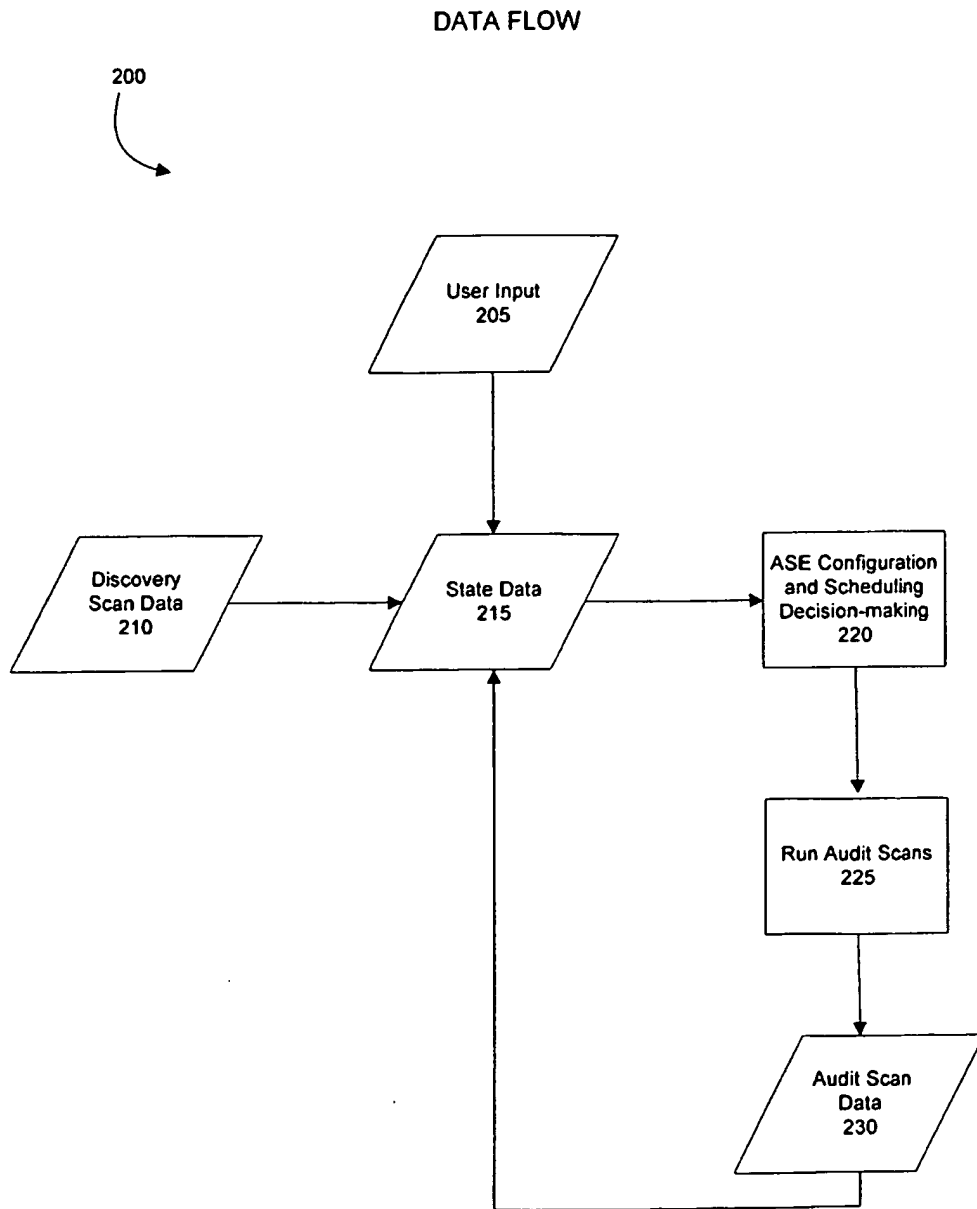 DATA FLOW
200
User Input
205
Discovery
Scan Data
210
State Data
215
ASE Configuration
and Scheduling
Decision-making
220
Run Audit Scans
225
Audit Scan
Data
230